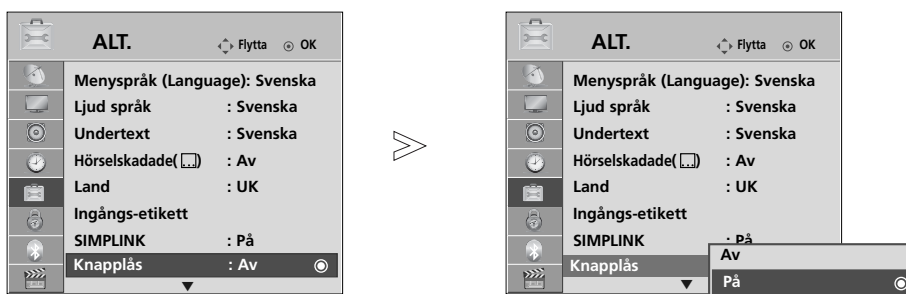 ALT. Flytta OK
Menyspråk (Language): Svenska
Ljud språk : Svenska
Undertext : Svenska
Hörselskadade( ) : Av
Land : UK
Ingångs-etikett
SIMPLINK : På
Knapplås : Av
ALT. Flytta OK
Menyspråk (Language): Svenska
Ljud språk : Svenska
Undertext : Svenska
Hörselskadade( ) : Av
Land : UK
Ingångs-etikett
SIMPLINK : På
Knapplås
Av
På